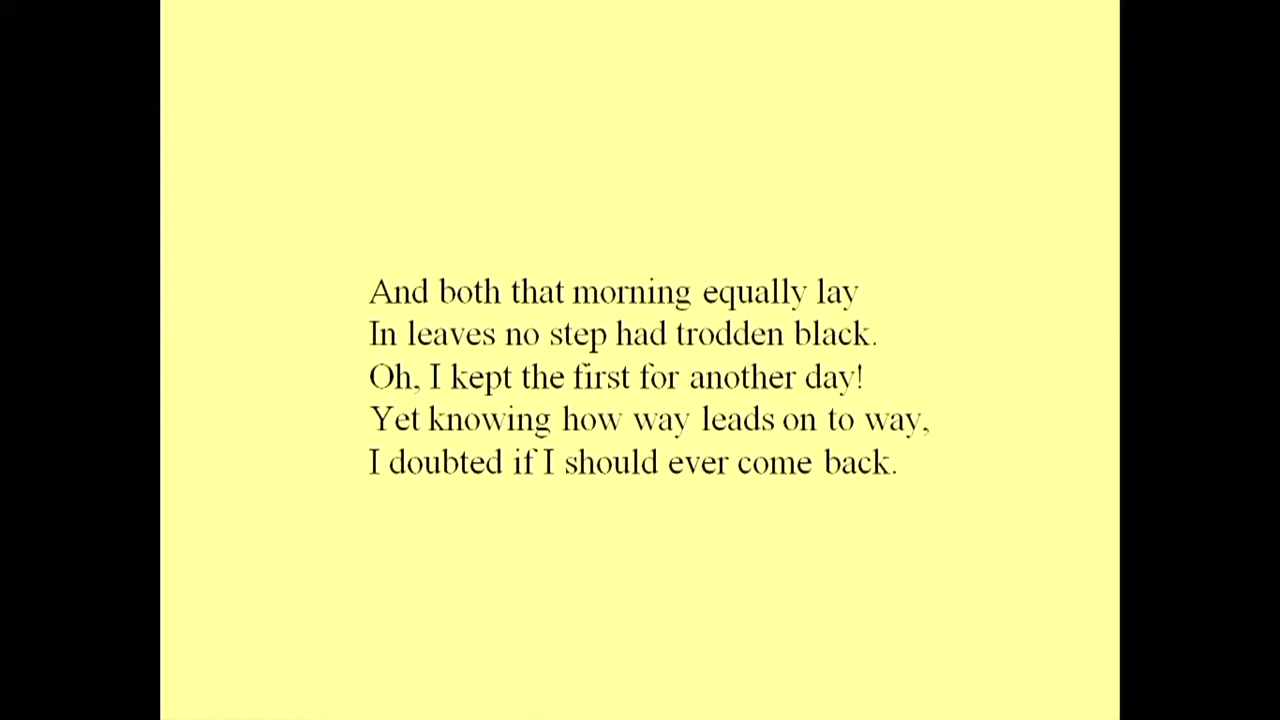 And both that morning equally lay
In leaves no step had trodden black.
Oh, I kept the first for another day!
Yet knowing how way leads on to way,
I doubted if I should ever come back.